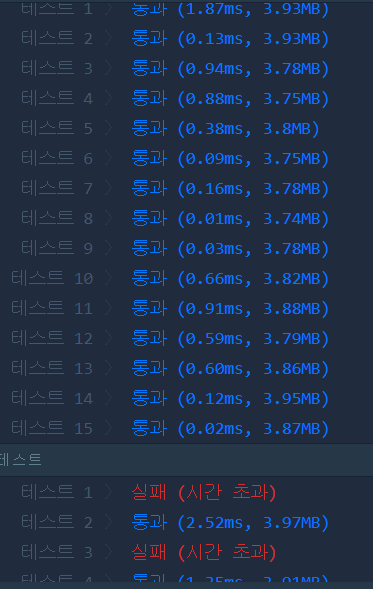 테스트 1 〉 통과 (1.87ms, 3.93MB)
테스트 2 〉 통과 (0.13ms, 3.93MB)
테스트 3 〉 통과 (0.94ms, 3.78MB)
테스트 4 〉 통과 (0.88ms, 3.75MB)
테스트 5 〉 통과 (0.38ms, 3.8MB)
테스트 6 〉 통과 (0.09ms, 3.75MB)
테스트 7 〉 통과 (0.16ms, 3.78MB)
테스트 8 〉 통과 (0.01ms, 3.74MB)
테스트 9 〉 통과 (0.03ms, 3.78MB)
테스트 10 〉 통과 (0.66ms, 3.82MB)
테스트 11 〉 통과 (0.91ms, 3.88MB)
테스트 12 〉 통과 (0.59ms, 3.79MB)
테스트 13 〉 통과 (0.60ms, 3.86MB)
테스트 14 〉 통과 (0.12ms, 3.95MB)
테스트 15 〉 통과 (0.02ms, 3.87MB)
테스트
테스트 1 〉 실패 (시간 초과)
테스트 2 〉 통과 (2.52ms, 3.97MB)
테스트 3 〉 실패 (시간 초과)
테스트 4 〉 통과 (1.25ms, 3.91MB)